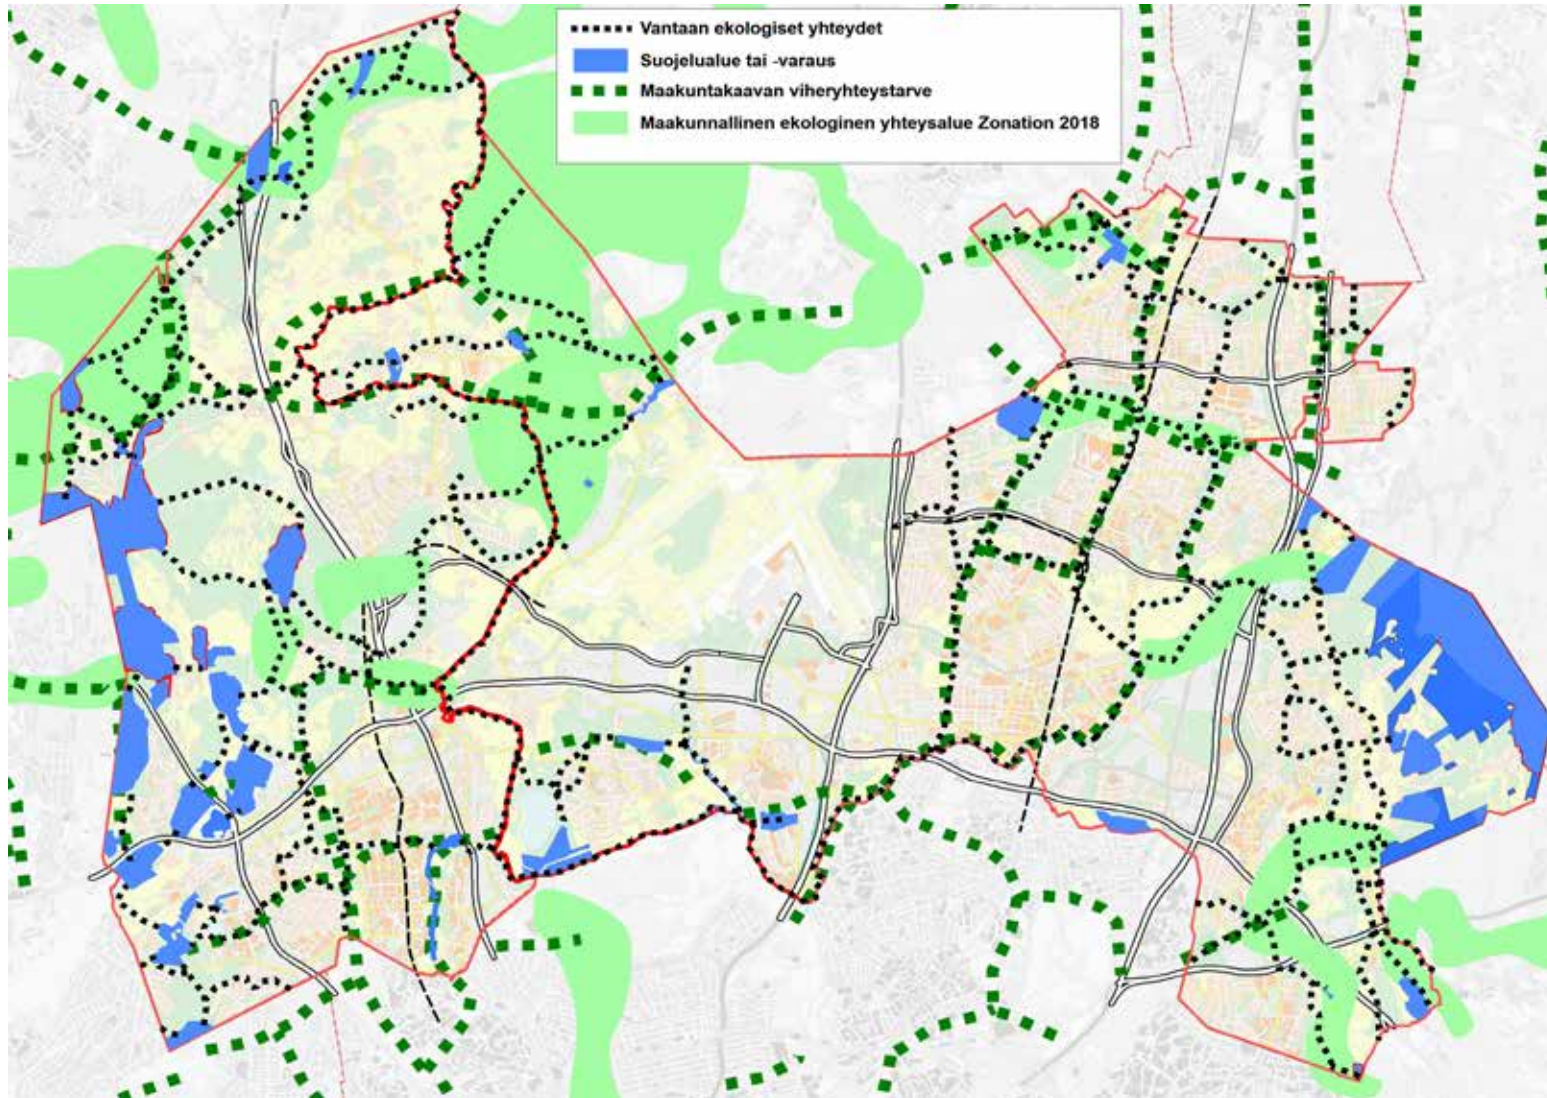 Vantaan ekologiset yhteydet
Suojelualue tai -varaus
Maakuntakaavan viheryhteystarve
Maakunnallinen ekologinen yhteysalue Zonation 2018